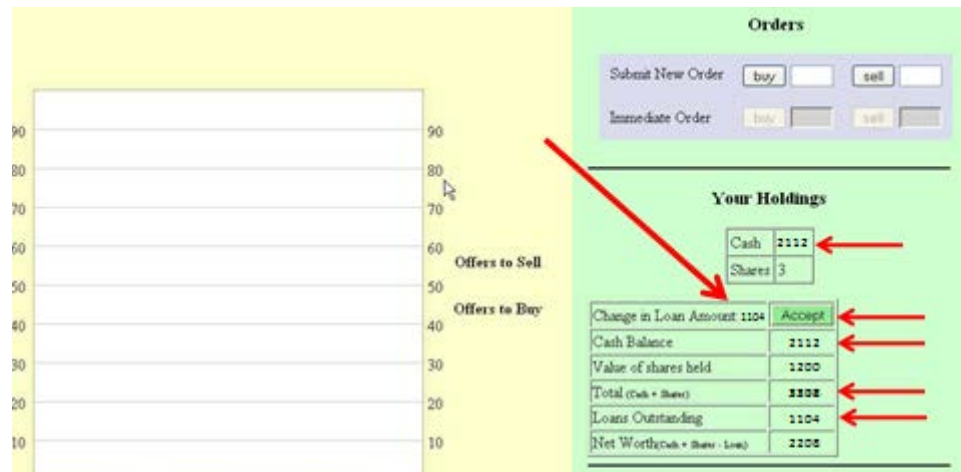 Orders
Submit New Order buy sell
Immediate Order buy sell
90 90
80 80
70 70
60 60
Offers to Sell
50 50
Offers to Buy
40 40
30 30
20 20
10 10
Your Holdings
Cash 2112
Shares 3
Change in Loan Amount 1104 Accept
Cash Balance 2112
Value of shares held 1200
Total (Cash + Shares) 3308
Loans Outstanding 1104
Net Worth(Cash + Shares - Loan) 2208